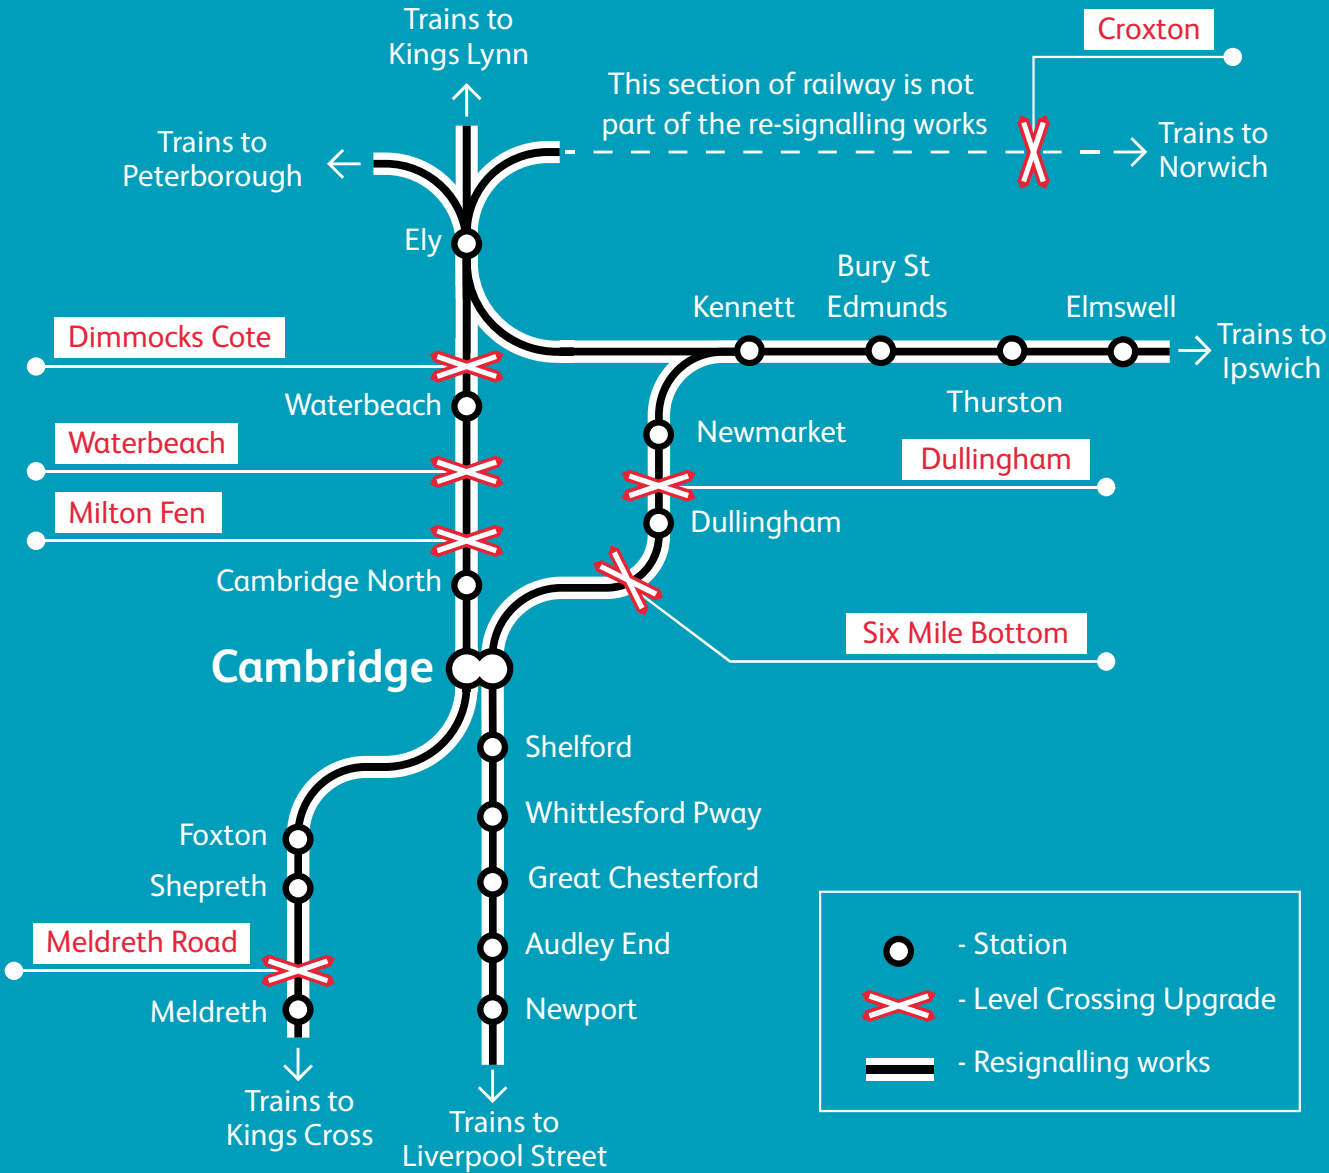 Trains to
Kings Lynn
Croxton
This section of railway is not
part of the re-signalling works
Trains to
Peterborough
Trains to
Norwich
Ely
Bury St
Edmunds
Kennett
Elmswell
Trains to
Ipswich
Dimmocks Cote
Waterbeach
Thurston
Newmarket
Waterbeach
Dullingham
Milton Fen
Dullingham
Cambridge North
Six Mile Bottom
Cambridge
Shelford
Whittlesford Pway
Foxton
Great Chesterford
Shepreth
Meldreth Road
Audley End
Meldreth
Newport
- Station
- Level Crossing Upgrade
- Resignalling works
Trains to
Kings Cross
Trains to
Liverpool Street